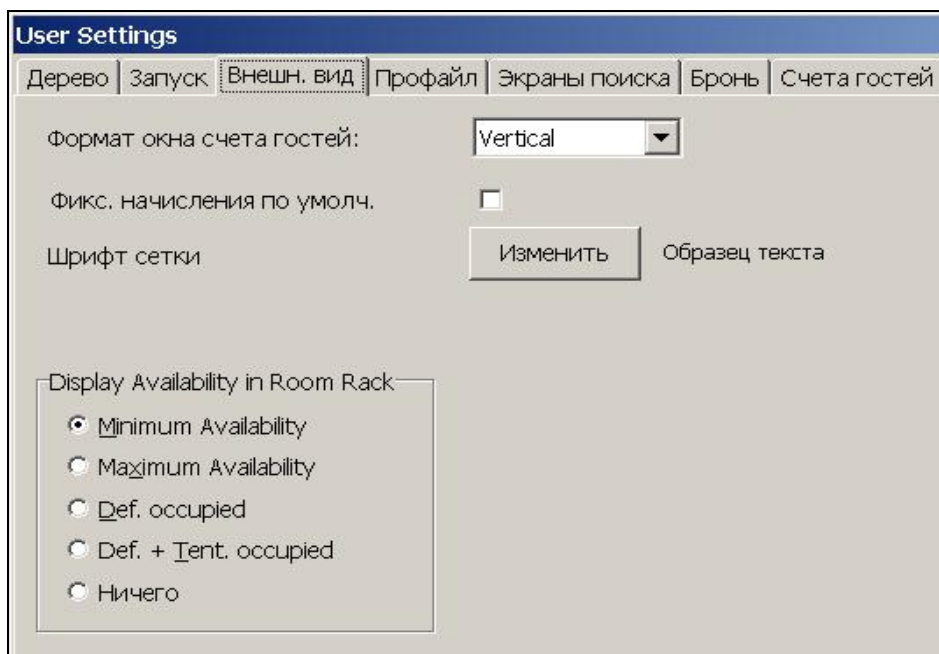 User Settings
Дерево Запуск Внешн. вид Профайл Экраны поиска Бронь Счета гостей
Формат окна счета гостей: Vertical
Фикс. начисления по умолч.
Шрифт сетки Изменить Образец текста
Display Availability in Room Rack
Minimum Availability
Maximum Availability
Def. occupied
Def. + Tent. occupied
Ничего